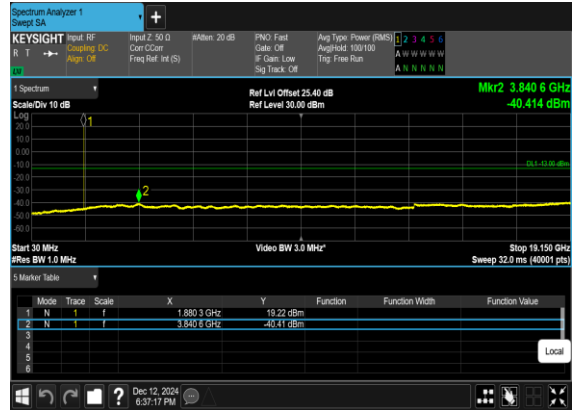 Spectrum Analyzer 1
Swept SA
KEYSIGHT Input: RF Input Z: 50 Ω #Atten: 20 dB PNO: Fast Avg Type: Power (RMS) 1 2 3 4 5 6
R T Coupling: DC Corr CCorr Gate: Off Avg|Hold: 100/100 A W W W W W
Align: Off Freq Ref: Int (S) IF Gain: Low Trig: Free Run
Sig Track: Off A N N N N N
1 Spectrum Ref Lvl Offset 25.40 dB Mkr2 3.840 6 GHz
Scale/Div 10 dB Ref Level 30.00 dBm -40.414 dBm
Log
20.0
10.0
0.00
-10.0
-20.0
-30.0
-40.0
-50.0
-60.0
1
2
DL1 -13.00 dBm
Start 30 MHz Video BW 3.0 MHz* Stop 19.150 GHz
#Res BW 1.0 MHz Sweep 32.0 ms (40001 pts)
5 Marker Table
Mode Trace Scale X Y Function Function Width Function Value
1 N 1 f 1.880 3 GHz 19.22 dBm
2 N 1 f 3.840 6 GHz -40.41 dBm
3
4
5
6
Local
? Dec 12, 2024
6:37:17 PM